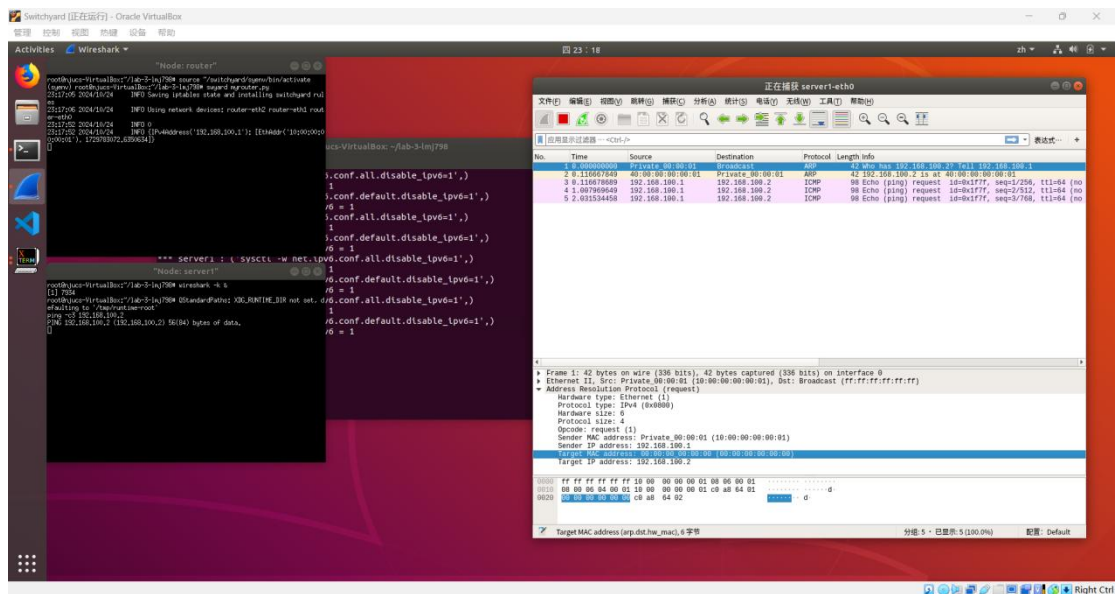 Switchyard [正在运行] - Oracle VirtualBox
管理 控制 视图 热键 设备 帮助
Activities Wireshark 四 23：18 zh
"Node: router"
root@njucs-VirtualBox:~/lab-3-lmj798# source ~/switchyard/syenv/bin/activate
(syenv) root@njucs-VirtualBox:~/lab-3-lmj798# swyard myrouter.py
23:17:05 2024/10/24 INFO Saving iptables state and installing switchyard rul
es
23:17:06 2024/10/24 INFO Using network devices: router-eth2 router-eth1 rout
er-eth0
23:17:52 2024/10/24 INFO 0
23:17:52 2024/10/24 INFO {IPv4Address('192.168.100.1'): [EthAddr('10:00:00:0
0:00:01'), 1729783072.6350634]}
ucs-VirtualBox: ~/lab-3-lmj798
.conf.all.disable_ipv6=1',)
1
.conf.default.disable_ipv6=1',)
v6 = 1
.conf.all.disable_ipv6=1',)
1
.conf.default.disable_ipv6=1',)
v6 = 1
*** server1 : ('sysctl -w net.ipv6.conf.all.disable_ipv6=1',)
"Node: server1"
root@njucs-VirtualBox:~/lab-3-lmj798# wireshark -k &
[1] 7934
root@njucs-VirtualBox:~/lab-3-lmj798# QStandardPaths: XDG_RUNTIME_DIR not set, d
efaulting to '/tmp/runtime-root'
ping -c3 192.168.100.2
PING 192.168.100.2 (192.168.100.2) 56(84) bytes of data.
1
v6.conf.default.disable_ipv6=1',)
v6 = 1
v6.conf.all.disable_ipv6=1',)
1
v6.conf.default.disable_ipv6=1',)
v6 = 1
正在捕获 server1-eth0
文件(F) 编辑(E) 视图(V) 跳转(G) 捕获(C) 分析(A) 统计(S) 电话(Y) 无线(W) 工具(T) 帮助(H)
应用显示过滤器 … <Ctrl-/> 表达式… +
No. Time Source Destination Protocol Length Info
1 0.000000000 Private_00:00:01 Broadcast ARP 42 Who has 192.168.100.2? Tell 192.168.100.1
2 0.116667849 40:00:00:00:00:01 Private_00:00:01 ARP 42 192.168.100.2 is at 40:00:00:00:00:01
3 0.116678689 192.168.100.1 192.168.100.2 ICMP 98 Echo (ping) request id=0x1f7f, seq=1/256, ttl=64 (no
4 1.007969649 192.168.100.1 192.168.100.2 ICMP 98 Echo (ping) request id=0x1f7f, seq=2/512, ttl=64 (no
5 2.031534458 192.168.100.1 192.168.100.2 ICMP 98 Echo (ping) request id=0x1f7f, seq=3/768, ttl=64 (no
Frame 1: 42 bytes on wire (336 bits), 42 bytes captured (336 bits) on interface 0
Ethernet II, Src: Private_00:00:01 (10:00:00:00:00:01), Dst: Broadcast (ff:ff:ff:ff:ff:ff)
Address Resolution Protocol (request)
Hardware type: Ethernet (1)
Protocol type: IPv4 (0x0800)
Hardware size: 6
Protocol size: 4
Opcode: request (1)
Sender MAC address: Private_00:00:01 (10:00:00:00:00:01)
Sender IP address: 192.168.100.1
Target MAC address: 00:00:00_00:00:00 (00:00:00:00:00:00)
Target IP address: 192.168.100.2
0000 ff ff ff ff ff ff 10 00 00 00 00 01 08 06 00 01 ········ ········
0010 08 00 06 04 00 01 10 00 00 00 00 01 c0 a8 64 01 ········ ······d·
0020 00 00 00 00 00 00 c0 a8 64 02 ········ d·
Target MAC address (arp.dst.hw_mac), 6 字节 分组: 5 · 已显示: 5 (100.0%) 配置: Default
Right Ctrl